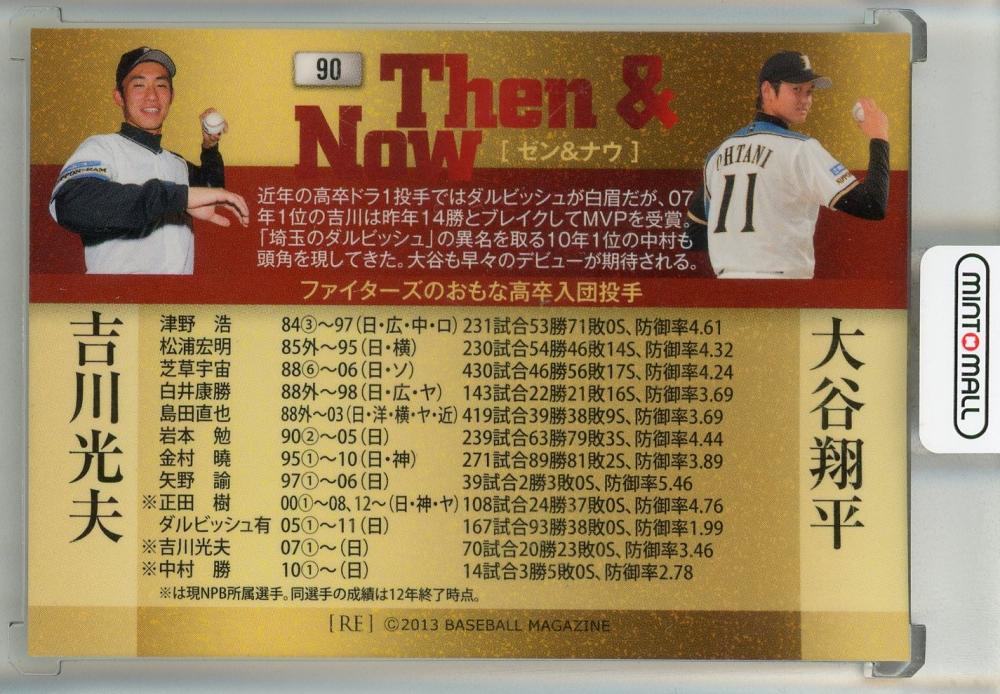 90
Then &
Now
[ゼン&ナウ]
NIPPON-HAM
OHTANI
11
近年の高卒ドラ1投手ではダルビッシュが白眉だが、07
年1位の吉川は昨年14勝とブレイクしてMVPを受賞。
「埼玉のダルビッシュ」の異名を取る10年1位の中村も
頭角を現してきた。大谷も早々のデビューが期待される。
ファイターズのおもな高卒入団投手
吉川光夫
津野 浩 84③〜97(日・広・中・ロ) 231試合53勝71敗0S、防御率4.61
松浦宏明 85外〜95(日・横) 230試合54勝46敗14S、防御率4.32
芝草宇宙 88⑥〜06(日・ソ) 430試合46勝56敗17S、防御率4.24
白井康勝 88外〜98(日・広・ヤ) 143試合22勝21敗16S、防御率3.69
島田直也 88外〜03(日・洋・横・ヤ・近) 419試合39勝38敗9S、防御率3.69
岩本 勉 90②〜05(日) 239試合63勝79敗3S、防御率4.44
金村 曉 95①〜10(日・神) 271試合89勝81敗2S、防御率3.89
矢野 諭 97①〜06(日) 39試合2勝3敗0S、防御率5.46
※正田 樹 00①〜08、12〜(日・神・ヤ) 108試合24勝37敗0S、防御率4.76
ダルビッシュ有 05①〜11(日) 167試合93勝38敗0S、防御率1.99
※吉川光夫 07①〜(日) 70試合20勝23敗0S、防御率3.46
※中村 勝 10①〜(日) 14試合3勝5敗0S、防御率2.78
※は現NPB所属選手。同選手の成績は12年終了時点。
大谷翔平
[RE] ©2013 BASEBALL MAGAZINE
MINT MALL